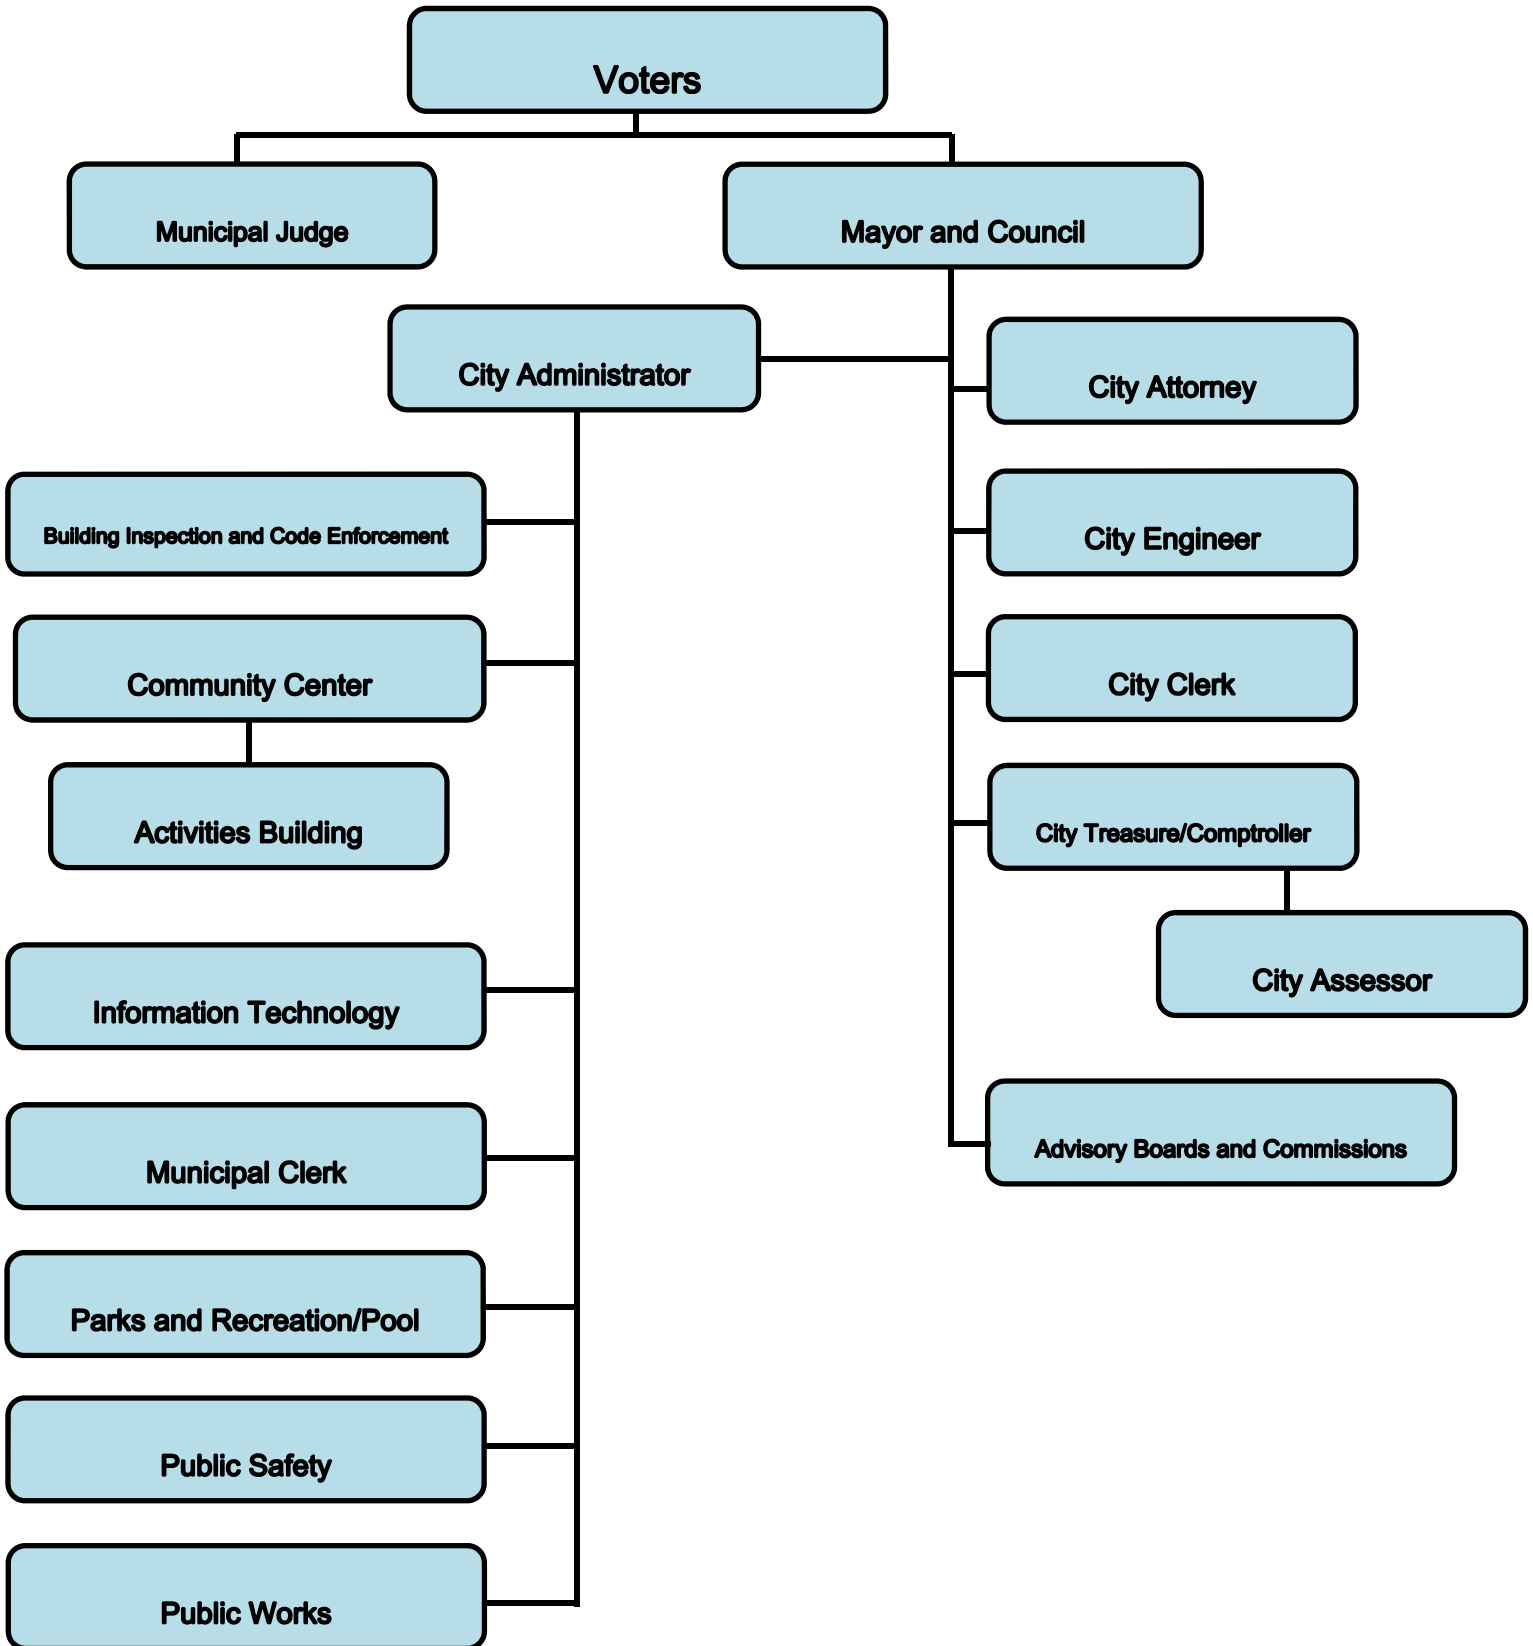 Voters
Municipal Judge
Mayor and Council
City Administrator
City Attorney
Building Inspection and Code Enforcement
City Engineer
Community Center
City Clerk
Activities Building
City Treasure/Comptroller
City Assessor
Information Technology
Municipal Clerk
Advisory Boards and Commissions
Parks and Recreation/Pool
Public Safety
Public Works